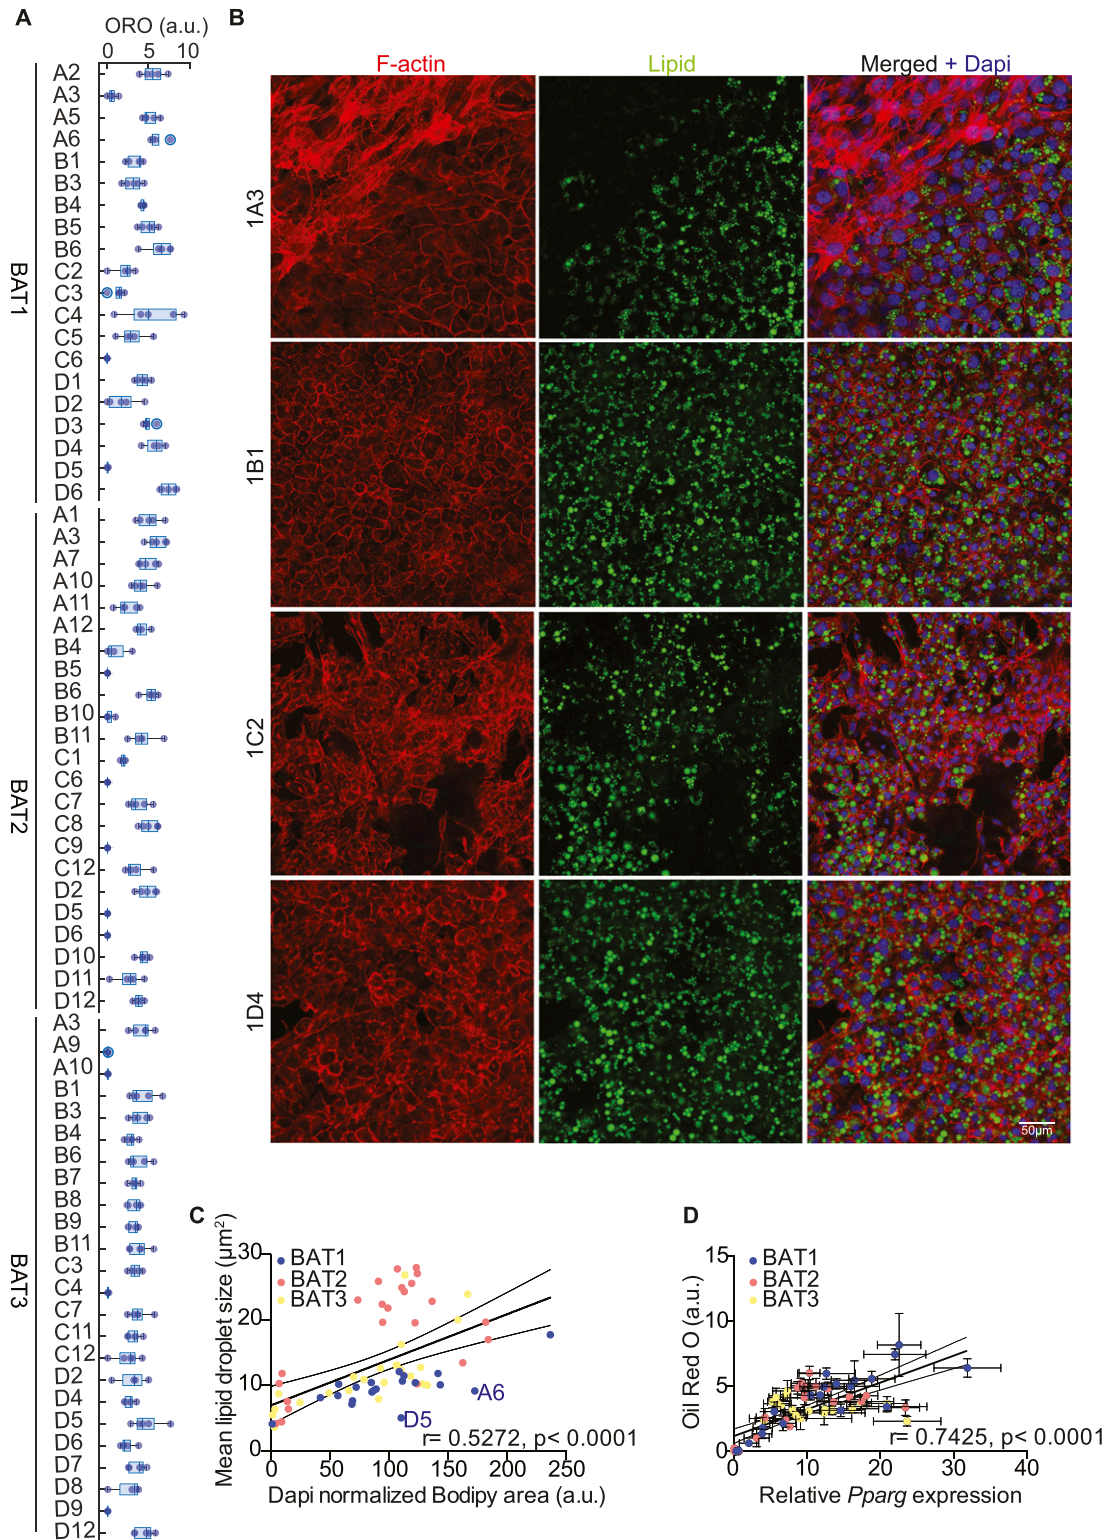 A
ORO (a.u.)
0 5 10
BAT1
A2
A3
A5
A6
B1
B3
B4
B5
B6
C2
C3
C4
C5
C6
D1
D2
D3
D4
D5
D6
BAT2
A1
A3
A7
A10
A11
A12
B4
B5
B6
B10
B11
C1
C6
C7
C8
C9
C12
D2
D5
D6
D10
D11
D12
BAT3
A3
A9
A10
B1
B3
B4
B6
B7
B8
B9
B11
C3
C4
C7
C11
C12
D2
D4
D5
D6
D7
D8
D9
D12
B
F-actin Lipid Merged + Dapi
1A3
1B1
1C2
1D4
50µm
C
Mean lipid droplet size (µm²)
30
20
10
0
BAT1
BAT2
BAT3
A6
D5
r= 0.5272, p< 0.0001
0 50 100 150 200 250
Dapi normalized Bodipy area (a.u.)
D
Oil Red O (a.u.)
15
10
5
0
BAT1
BAT2
BAT3
r= 0.7425, p< 0.0001
0 10 20 30 40
Relative Pparg expression